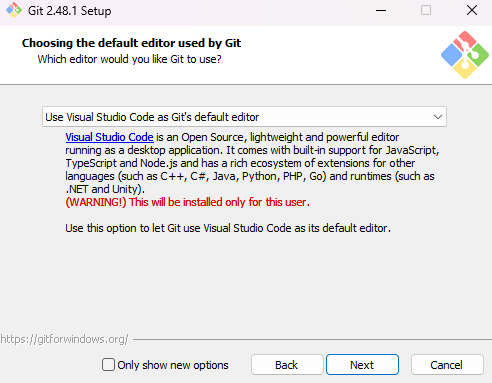 Git 2.48.1 Setup
Choosing the default editor used by Git
Which editor would you like Git to use?
Use Visual Studio Code as Git's default editor
Visual Studio Code is an Open Source, lightweight and powerful editor
running as a desktop application. It comes with built-in support for JavaScript,
TypeScript and Node.js and has a rich ecosystem of extensions for other
languages (such as C++, C#, Java, Python, PHP, Go) and runtimes (such as
.NET and Unity).
(WARNING!) This will be installed only for this user.
Use this option to let Git use Visual Studio Code as its default editor.
https://gitforwindows.org/
Only show new options
Back
Next
Cancel